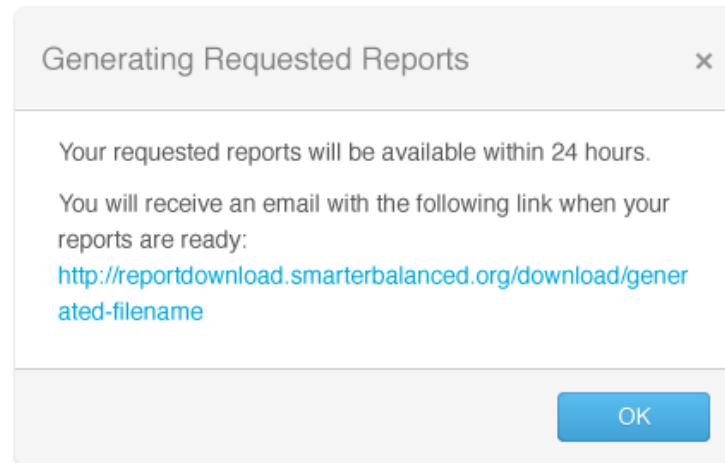 Generating Requested Reports ×
Your requested reports will be available within 24 hours.
You will receive an email with the following link when your
reports are ready:
http://reportdownload.smarterbalanced.org/download/gener
ated-filename
OK